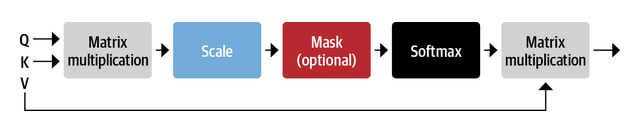 Q
K
V
Matrix
multiplication
Scale
Mask
(optional)
Softmax
Matrix
multiplication